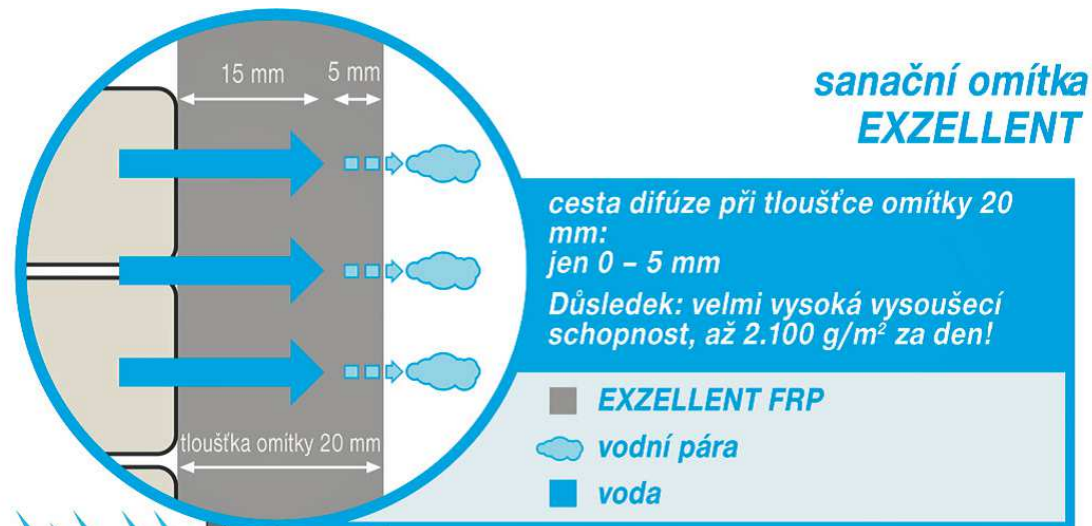 15 mm 5 mm
sanační omítka
EXZELLENT
cesta difúze při tloušťce omítky 20
mm:
jen 0 – 5 mm
Důsledek: velmi vysoká vysoušecí
schopnost, až 2.100 g/m² za den!
EXZELLENT FRP
vodní pára
voda
tloušťka omítky 20 mm